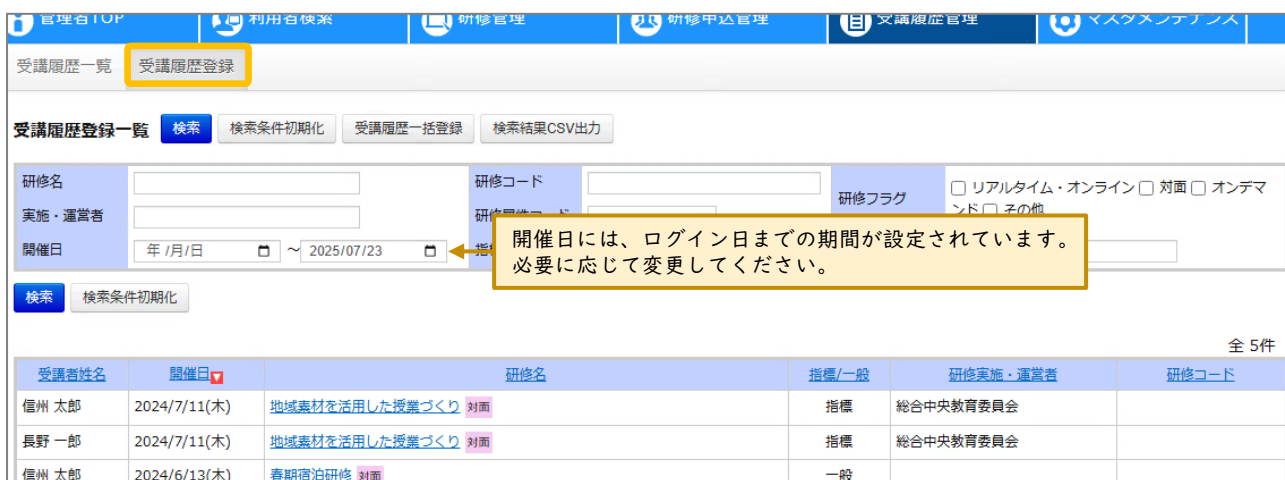 管理者TOP 利用者検索 研修管理 研修申込管理 受講履歴管理 マスタメンテナンス
受講履歴一覧 受講履歴登録
受講履歴登録一覧 検索 検索条件初期化 受講履歴一括登録 検索結果CSV出力
研修名 研修コード 研修フラグ リアルタイム・オンライン 対面 オンデマ
ンド その他
実施・運営者
開催日 年 /月/日 ～ 2025/07/23
開催日には、ログイン日までの期間が設定されています。
必要に応じて変更してください。
検索 検索条件初期化
全 5件
受講者姓名 開催日 研修名 指標/一般 研修実施・運営者 研修コード
信州 太郎 2024/7/11(木) 地域素材を活用した授業づくり 対面 指標 総合中央教育委員会
長野 一郎 2024/7/11(木) 地域素材を活用した授業づくり 対面 指標 総合中央教育委員会
信州 太郎 2024/6/13(木) 春期宿泊研修 対面 一般